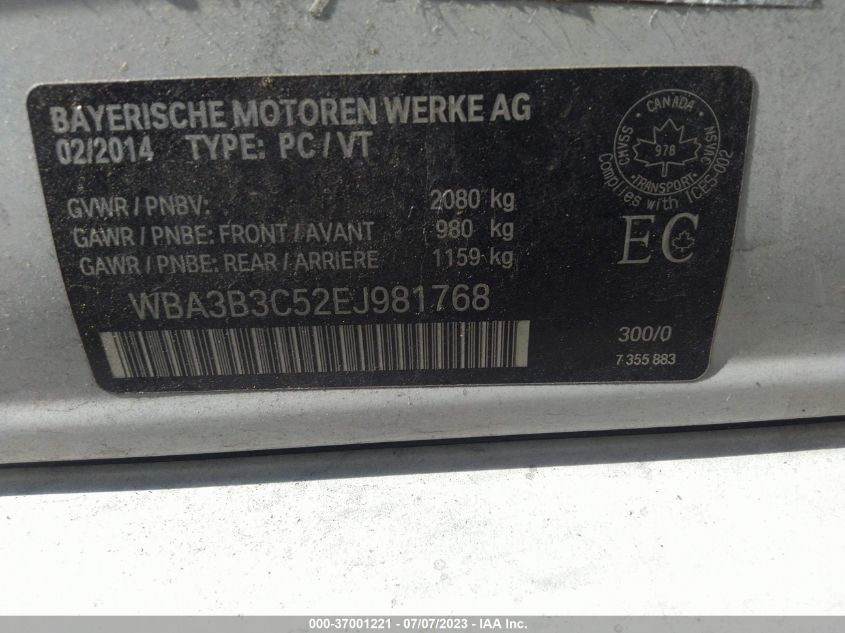 BAYERISCHE MOTOREN WERKE AG
02/2014 TYPE: PC / VT
GVWR / PNBV: 2080 kg
GAWR / PNBE: FRONT / AVANT 980 kg
GAWR / PNBE: REAR / ARRIERE 1159 kg
WBA3B3C52EJ981768
CANADA
CMVSS
NSVAC
978
TRANSPORT
Complies with ICES-002
EC
300/0
7 355 883
000-37001221 - 07/07/2023 - IAA Inc.